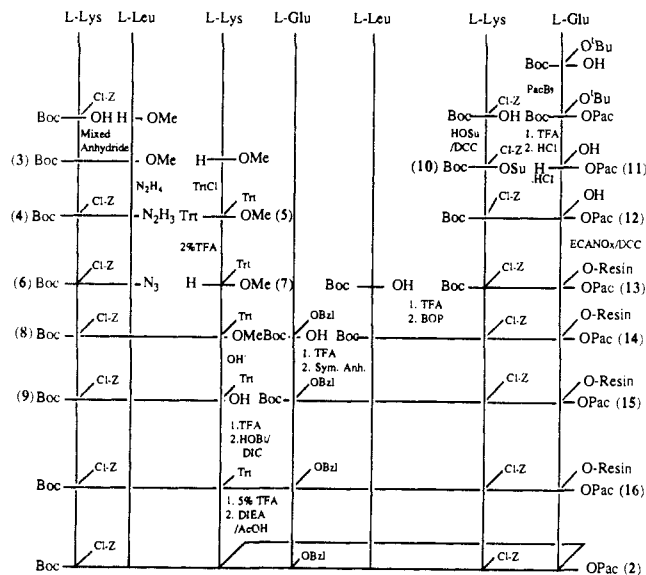 L-Lys L-Leu L-Lys L-Glu L-Leu L-Lys L-Glu
OᵗBu
Boc OH
Cl-Z Cl-Z PacBr OᵗBu
Boc OH H OMe Boc OH Boc OPac
Mixed HOSu 1. TFA
Anhydride /DCC 2. HCl
Cl-Z OH
(3) Boc OMe H OMe (10) Boc OSu H OPac (11)
.HCl
N₂H₄ TrtCl
Cl-Z Trt Cl-Z OH
(4) Boc N₂H₃ Trt OMe (5) Boc OPac (12)
2%TFA ECANOx/DCC
Cl-Z Trt Cl-Z O-Resin
(6) Boc N₃ H OMe (7) Boc OH Boc OPac (13)
1. TFA
2. BOP
Cl-Z Trt OBzl Cl-Z O-Resin
(8) Boc OMe Boc OH Boc OPac (14)
OH⁻ 1. TFA
2. Sym. Anh.
Cl-Z Trt OBzl Cl-Z O-Resin
(9) Boc OH Boc OPac (15)
1.TFA
2.HOBt/
DIC
Cl-Z Trt OBzl Cl-Z O-Resin
Boc OPac (16)
1. 5% TFA
2. DIEA
/AcOH
Cl-Z OBzl Cl-Z
Boc OPac (2)